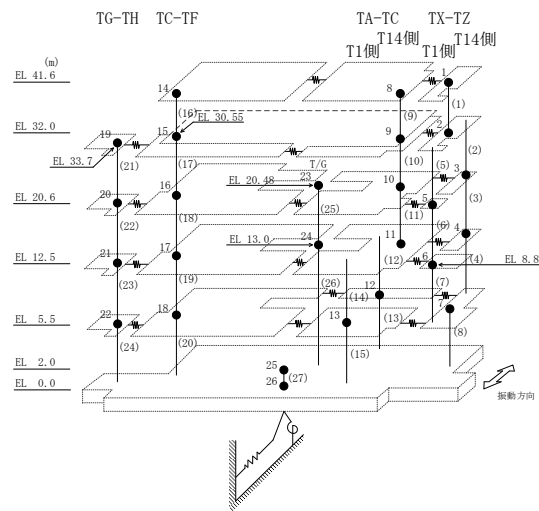 TG-TH TC-TF TA-TC TX-TZ
T1側 T14側 T1側 T14側
(m)
EL 41.6
14 8 1
(16) EL 30.55 (9) (1)
EL 32.0
19 15 9 2
EL 33.7
(21) (17) (10) (2)
T/G
EL 20.48 23
16 10 (5) 3
(3)
EL 20.6
20 (18) (25) (11) 5
(22)
EL 13.0 24 11 (6) 4
EL 12.5
21 17 (12) 6 (4) EL 8.8
(23) (19) (26) (14) 12 (7)
EL 5.5
22 18 13 (13) 7
(24) (20) (15) (8)
EL 2.0
25
EL 0.0
26 (27)
振動方向